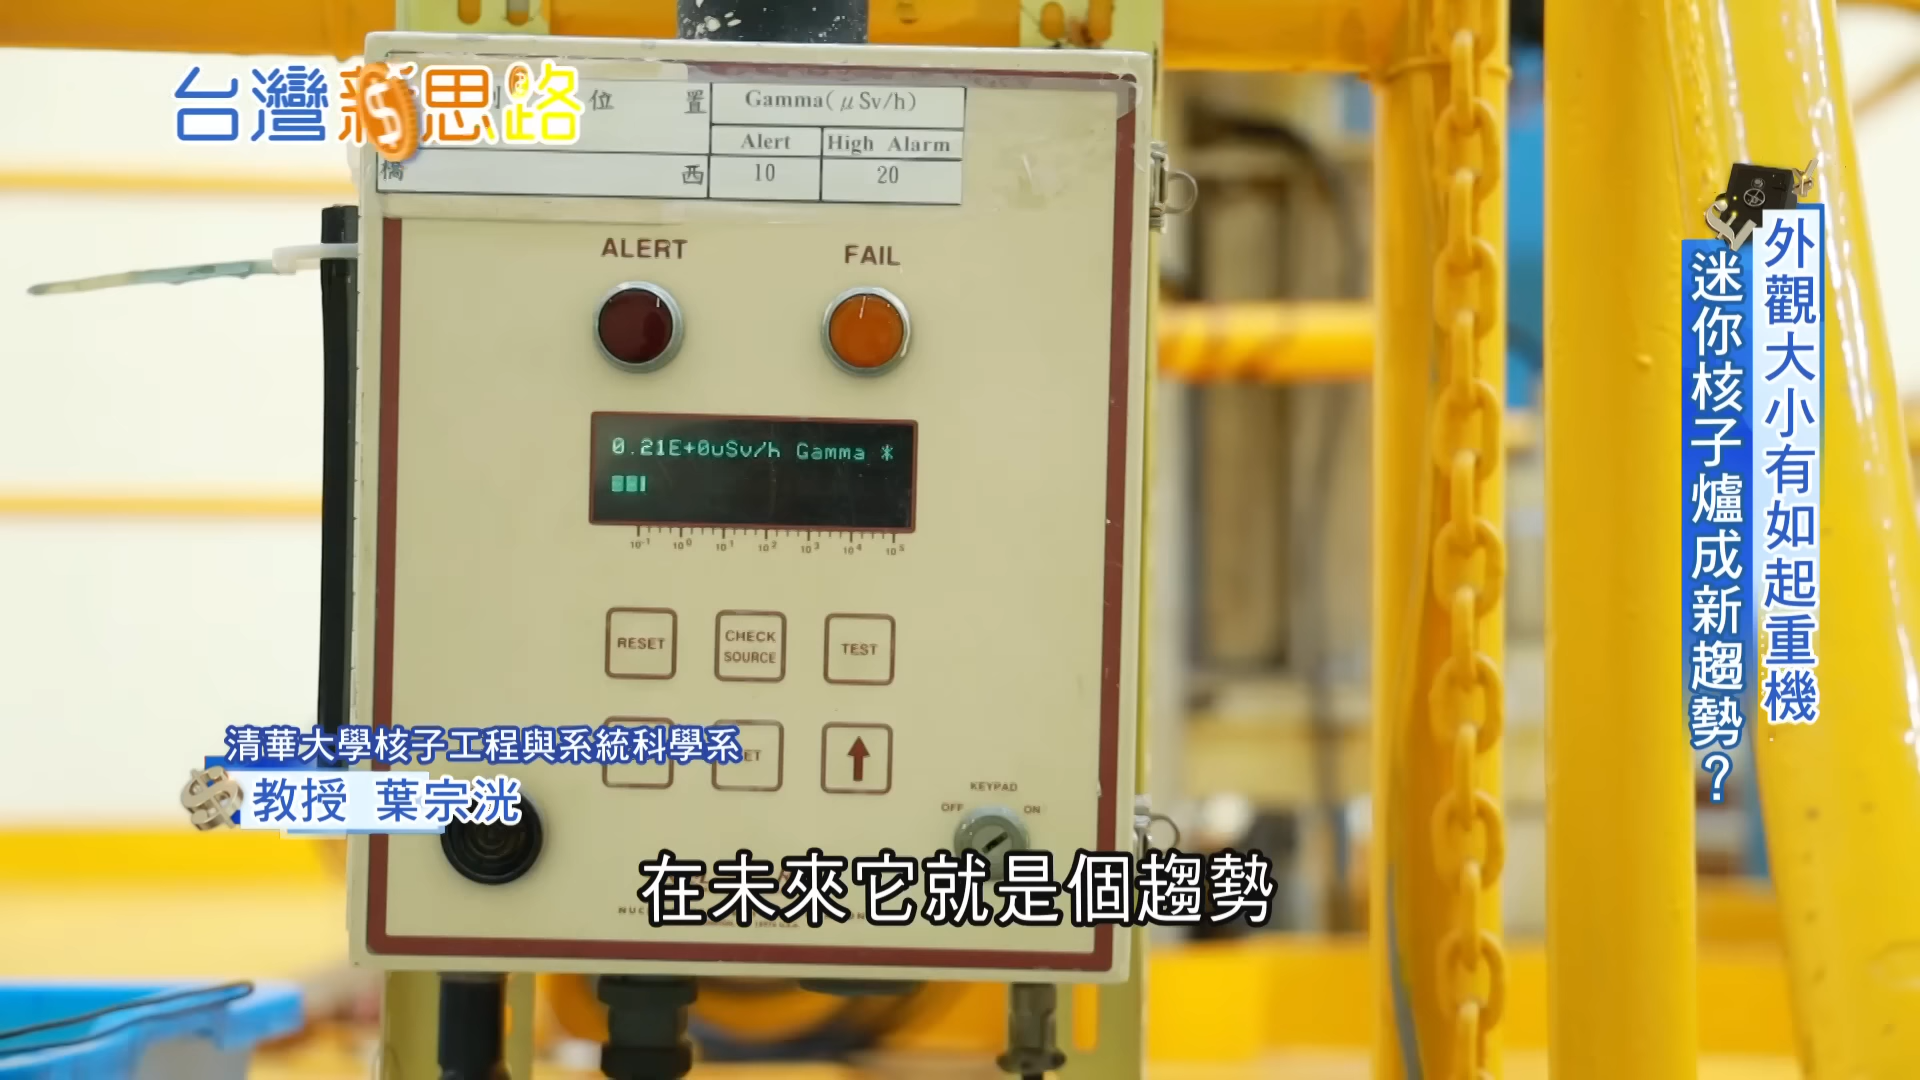 台灣新思路
位置
Gamma(μSv/h)
Alert
High Alarm
橋西
10
20
ALERT
FAIL
0.21E+0uSv/h Gamma *
10⁻¹ 10⁰ 10¹ 10² 10³ 10⁴ 10⁵
RESET
CHECK SOURCE
TEST
KEYPAD
OFF
ON
外觀大小有如起重機
迷你核子爐成新趨勢？
清華大學核子工程與系統科學系
教授 葉宗洸
在未來它就是個趨勢